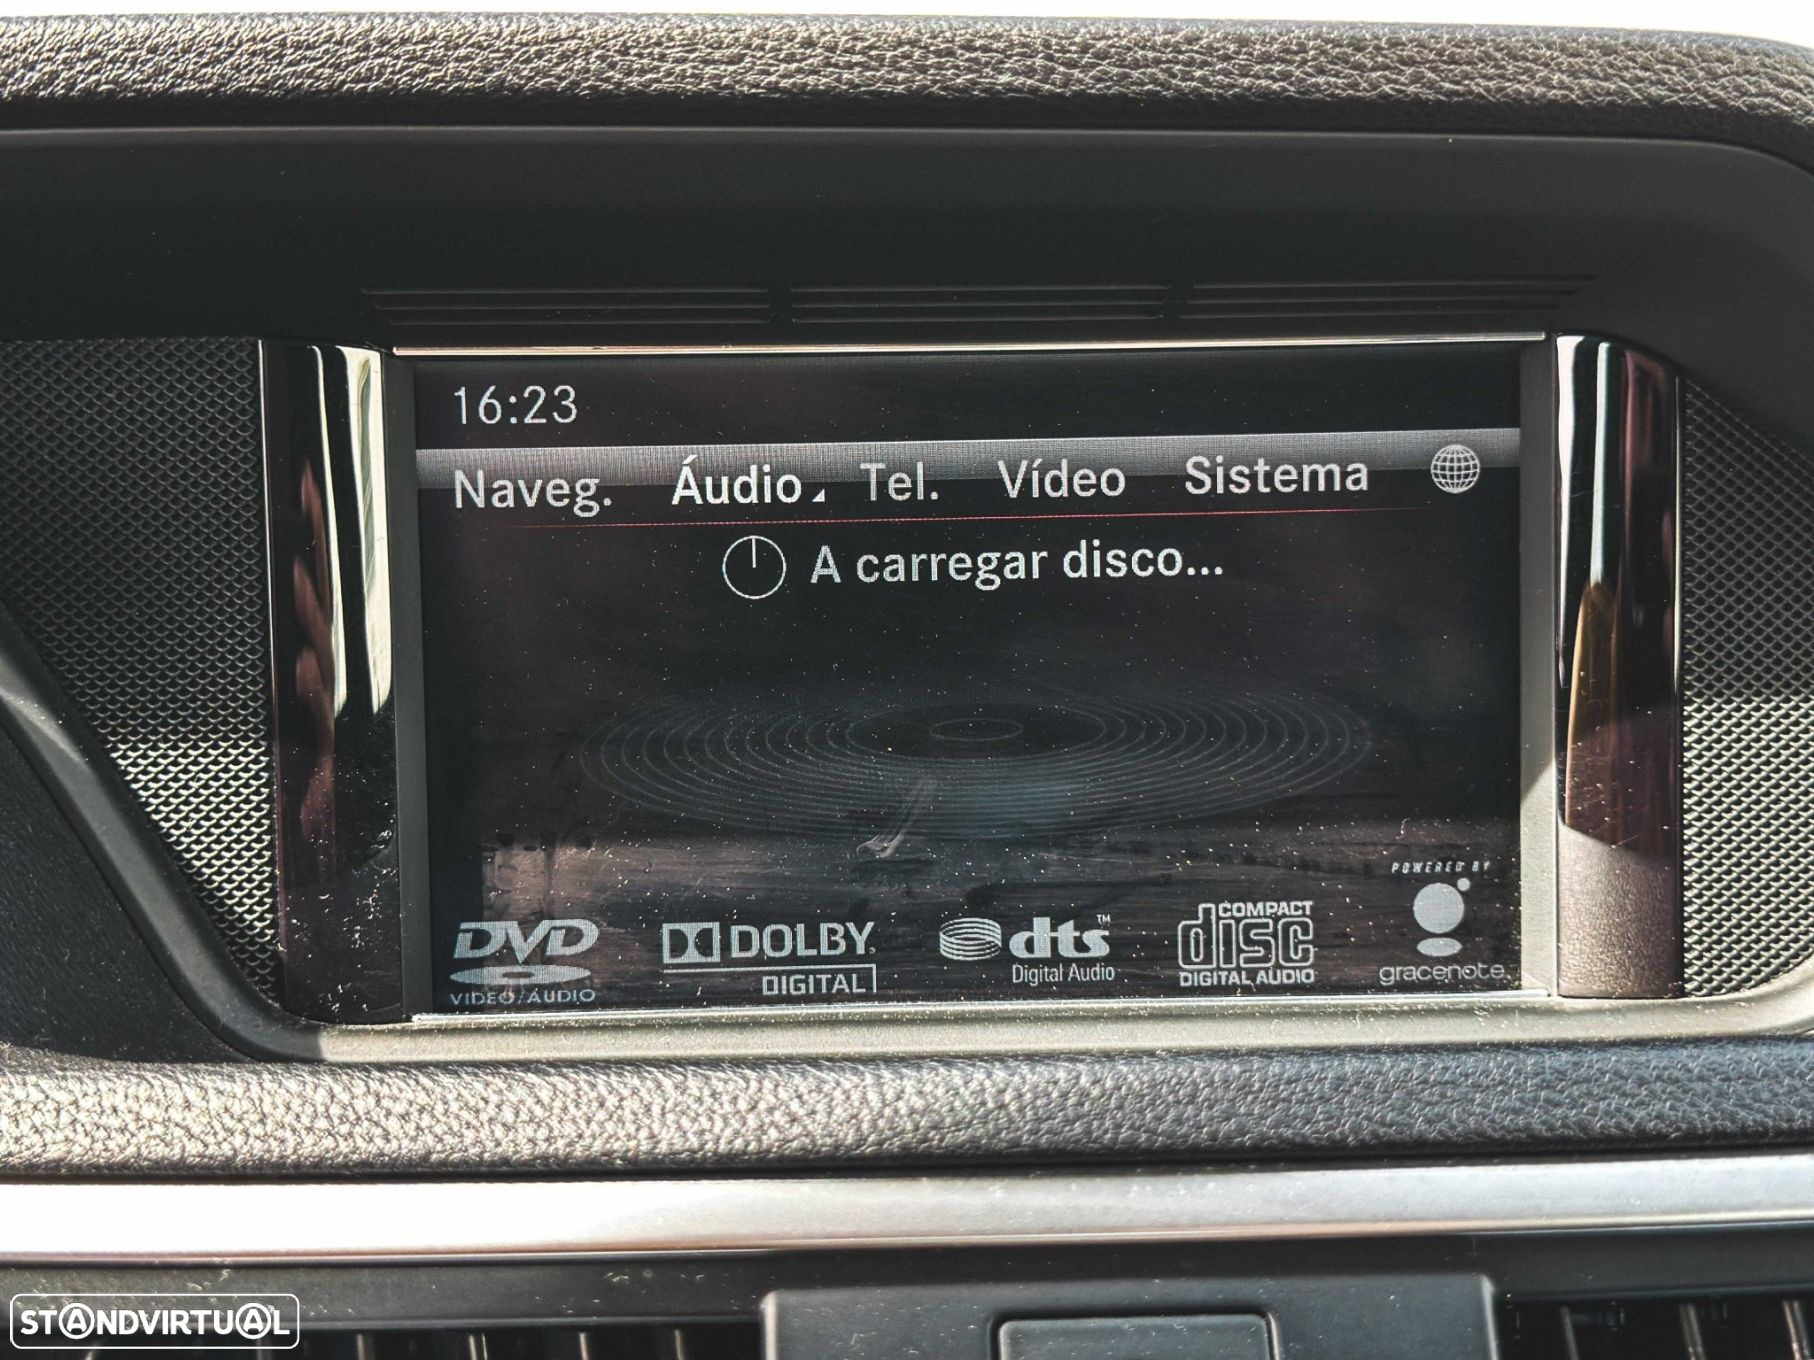 16:23
Naveg. Áudio Tel. Vídeo Sistema
A carregar disco...
POWERED BY
DVD
VIDEO/AUDIO
DOLBY
DIGITAL
dts™
Digital Audio
COMPACT
disc
DIGITAL AUDIO
gracenote
STANDVIRTUAL